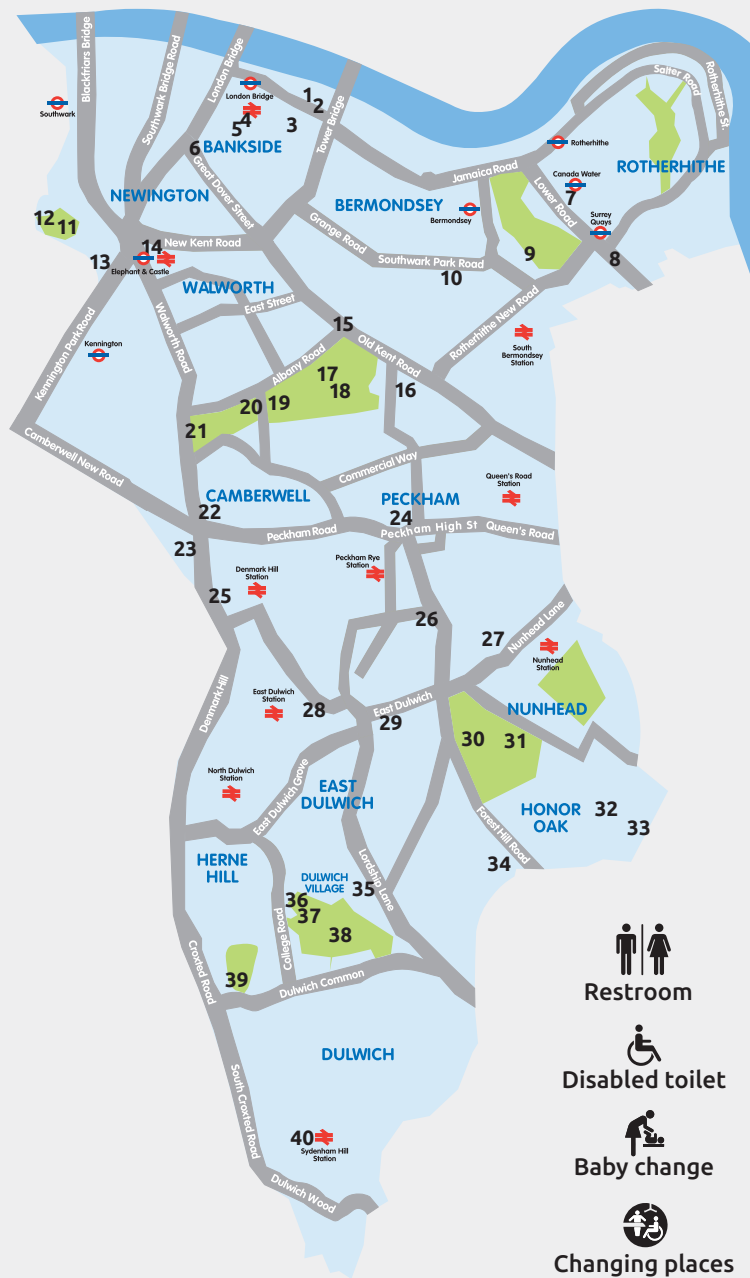 Blackfriars Bridge
Southwark Bridge Road
London Bridge
London Bridge
Southwark
1
2
3
4
5
6
BANKSIDE
Tower Bridge
Great Dover Street
NEWINGTON
BERMONDSEY
Bermondsey
Jamaica Road
Rotherhithe
Canada Water
7
Lower Road
Surrey
Quays
8
Salter Road
Rotherhithe St.
ROTHERHITHE
12
11
13
14
Elephant & Castle
New Kent Road
Grange Road
Southwark Park Road
10
9
WALWORTH
East Street
Walworth Road
Kennington Park Road
Kennington
15
Albany Road
Old Kent Road
Rotherhithe New Road
South
Bermondsey
Station
17
18
16
19
20
21
Camberwell New Road
Commercial Way
Queen's Road
Station
CAMBERWELL
PECKHAM
22
24
Peckham Road
Peckham High St
Queen's Road
23
Denmark Hill
Station
Peckham Rye
Station
25
26
27
Nunhead Lane
Nunhead
Station
Denmark Hill
East Dulwich
Station
28
East Dulwich
29
NUNHEAD
30
31
North Dulwich
Station
East Dulwich Grove
EAST
DULWICH
HONOR
OAK
32
33
Forest Hill Road
34
HERNE
HILL
Lordship Lane
DULWICH
VILLAGE
35
36
37
38
College Road
39
Croxted Road
Dulwich Common
DULWICH
South Croxted Road
40
Sydenham Hill
Station
Dulwich Wood
Restroom
Disabled toilet
Baby change
Changing places